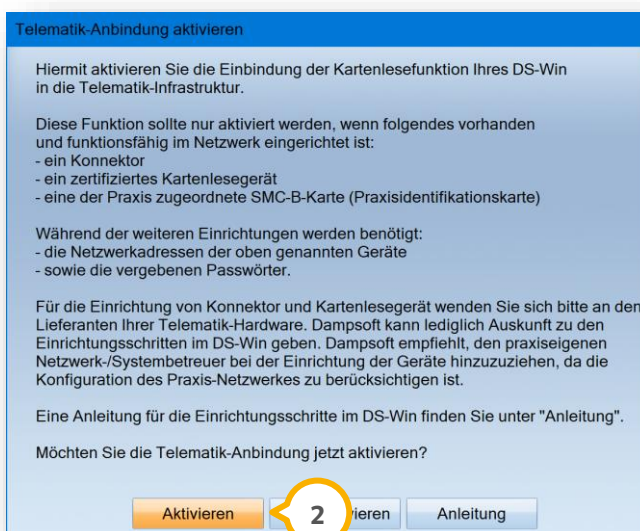 Telematik-Anbindung aktivieren
Hiermit aktivieren Sie die Einbindung der Kartenlesefunktion Ihres DS-Win
in die Telematik-Infrastruktur.
Diese Funktion sollte nur aktiviert werden, wenn folgendes vorhanden
und funktionsfähig im Netzwerk eingerichtet ist:
- ein Konnektor
- ein zertifiziertes Kartenlesegerät
- eine der Praxis zugeordnete SMC-B-Karte (Praxisidentifikationskarte)
Während der weiteren Einrichtungen werden benötigt:
- die Netzwerkadressen der oben genannten Geräte
- sowie die vergebenen Passwörter.
Für die Einrichtung von Konnektor und Kartenlesegerät wenden Sie sich bitte an den
Lieferanten Ihrer Telematik-Hardware. Dampsoft kann lediglich Auskunft zu den
Einrichtungsschritten im DS-Win geben. Dampsoft empfiehlt, den praxiseigenen
Netzwerk-/Systembetreuer bei der Einrichtung der Geräte hinzuzuziehen, da die
Konfiguration des Praxis-Netzwerkes zu berücksichtigen ist.
Eine Anleitung für die Einrichtungsschritte im DS-Win finden Sie unter "Anleitung".
Möchten Sie die Telematik-Anbindung jetzt aktivieren?
Aktivieren 2 Anleitung